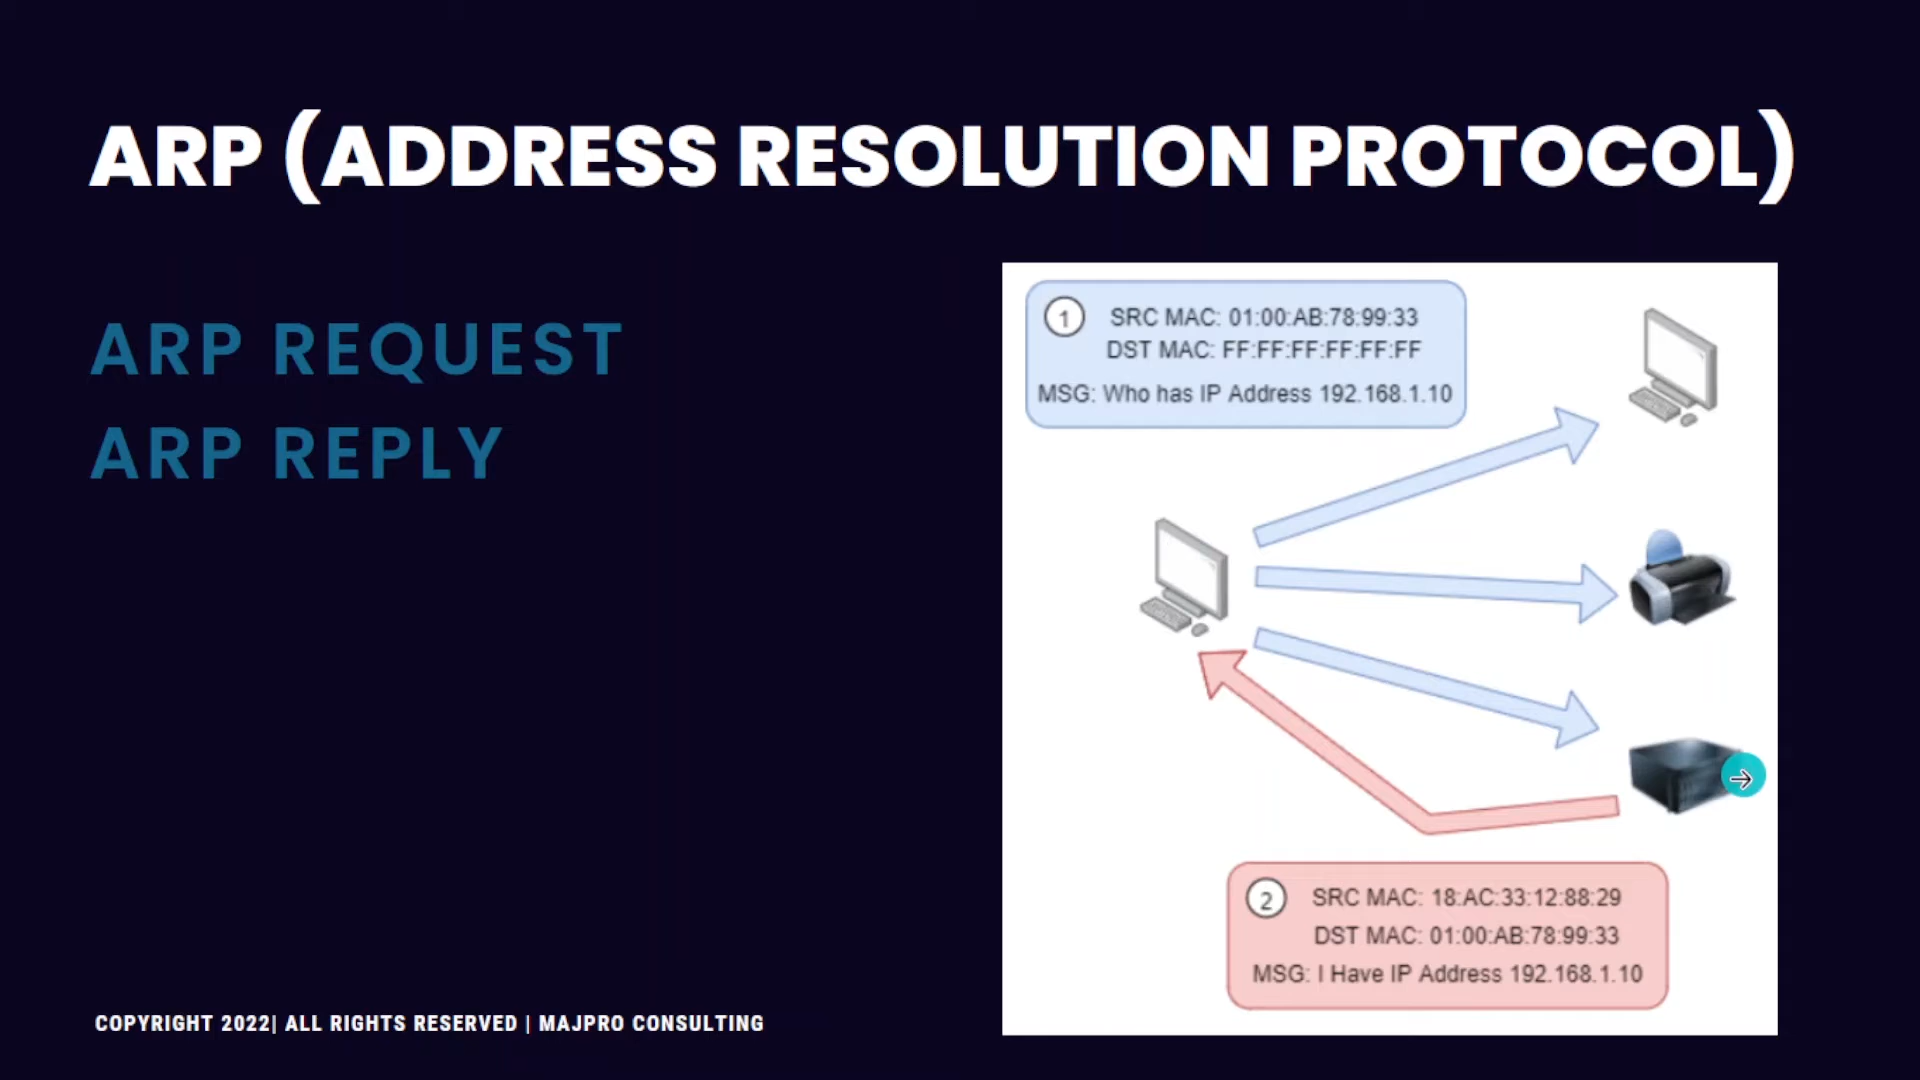 ARP (ADDRESS RESOLUTION PROTOCOL)
ARP REQUEST
ARP REPLY
1
SRC MAC: 01:00:AB:78:99:33
DST MAC: FF:FF:FF:FF:FF:FF
MSG: Who has IP Address 192.168.1.10
2
SRC MAC: 18:AC:33:12:88:29
DST MAC: 01:00:AB:78:99:33
MSG: I Have IP Address 192.168.1.10
COPYRIGHT 2022| ALL RIGHTS RESERVED | MAJPRO CONSULTING